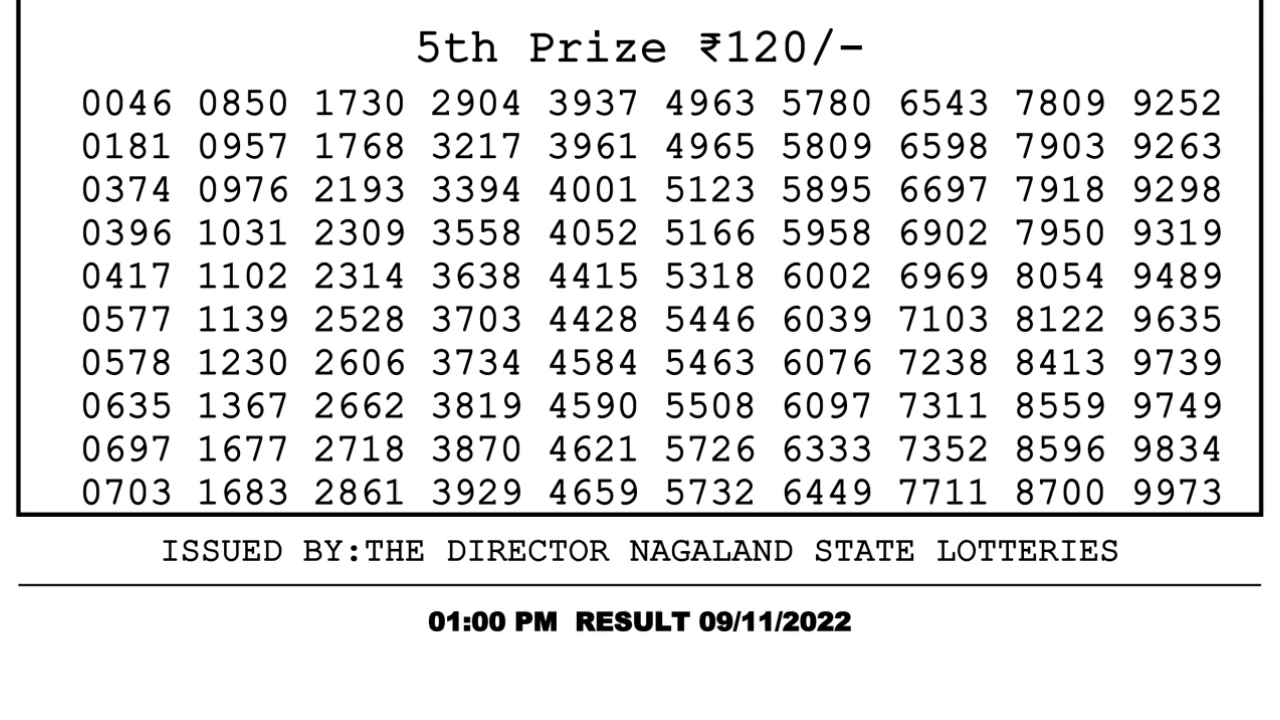 5th Prize ₹120/-
0046 0850 1730 2904 3937 4963 5780 6543 7809 9252
0181 0957 1768 3217 3961 4965 5809 6598 7903 9263
0374 0976 2193 3394 4001 5123 5895 6697 7918 9298
0396 1031 2309 3558 4052 5166 5958 6902 7950 9319
0417 1102 2314 3638 4415 5318 6002 6969 8054 9489
0577 1139 2528 3703 4428 5446 6039 7103 8122 9635
0578 1230 2606 3734 4584 5463 6076 7238 8413 9739
0635 1367 2662 3819 4590 5508 6097 7311 8559 9749
0697 1677 2718 3870 4621 5726 6333 7352 8596 9834
0703 1683 2861 3929 4659 5732 6449 7711 8700 9973
ISSUED BY:THE DIRECTOR NAGALAND STATE LOTTERIES
01:00 PM RESULT 09/11/2022